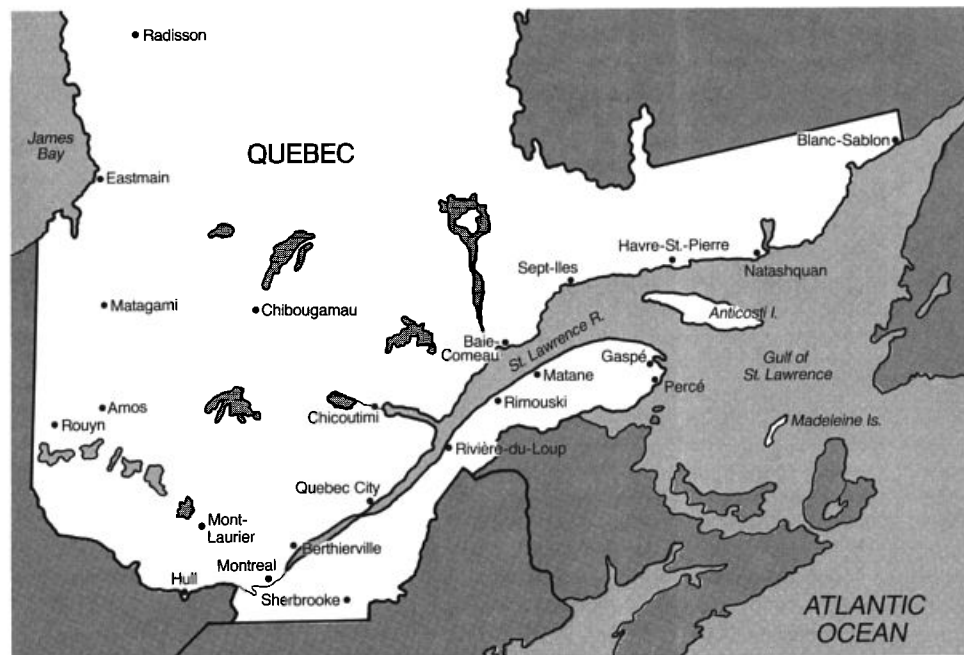 Radisson
Blanc-Sablon
James
Bay
QUEBEC
Eastmain
Havre-St.-Pierre
Natashquan
Sept-Iles
Matagami
Chibougamau
Anticosti I.
St. Lawrence R.
Baie-
Comeau
Gaspé
Gulf of
St. Lawrence
Matane
Percé
Rimouski
Amos
Chicoutimi
Rouyn
Madeleine Is.
Rivière-du-Loup
Quebec City
Mont-
Laurier
Berthierville
Montreal
Hull
Sherbrooke
ATLANTIC
OCEAN